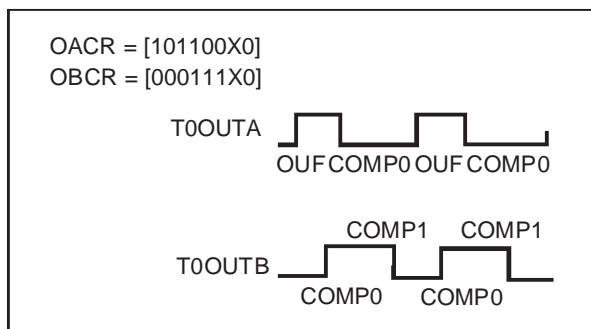 OACR = [101100X0]
OBCR = [000111X0]
T0OUTA
OUF COMP0 OUF COMP0
COMP1 COMP1
T0OUTB
COMP0 COMP0